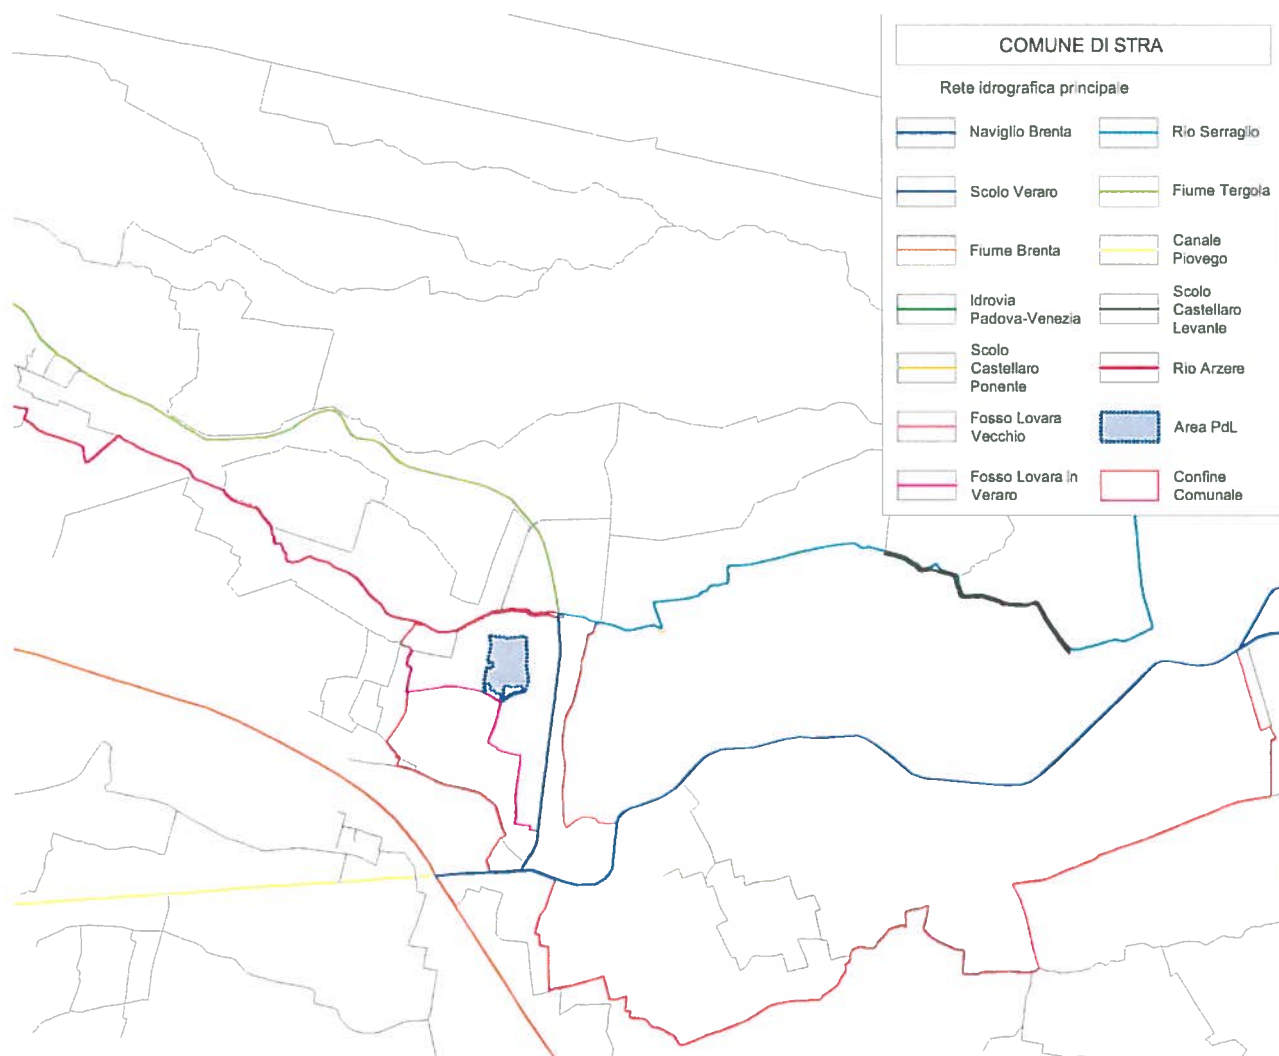 COMUNE DI STRA
Rete idrografica principale
Naviglio Brenta
Scolo Veraro
Fiume Brenta
Idrovia
Padova-Venezia
Scolo
Castellaro
Ponente
Fosso Lovara
Vecchio
Fosso Lovara in
Veraro
Rio Serraglio
Fiume Tergola
Canale
Piovego
Scolo
Castellaro
Levante
Rio Arzere
Area PdL
Confine
Comunale